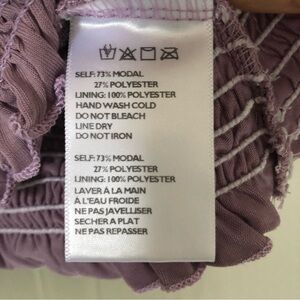 SELF: 73% MODAL
27% POLYESTER
LINING: 100% POLYESTER
HAND WASH COLD
DO NOT BLEACH
LINE DRY
DO NOT IRON
SELF: 73% MODAL
27% POLYESTER
LINING: 100% POLYESTER
LAVER À LA MAIN
À L'EAU FROIDE
NE PAS JAVELLISER
SECHER A PLAT
NE PAS REPASSER